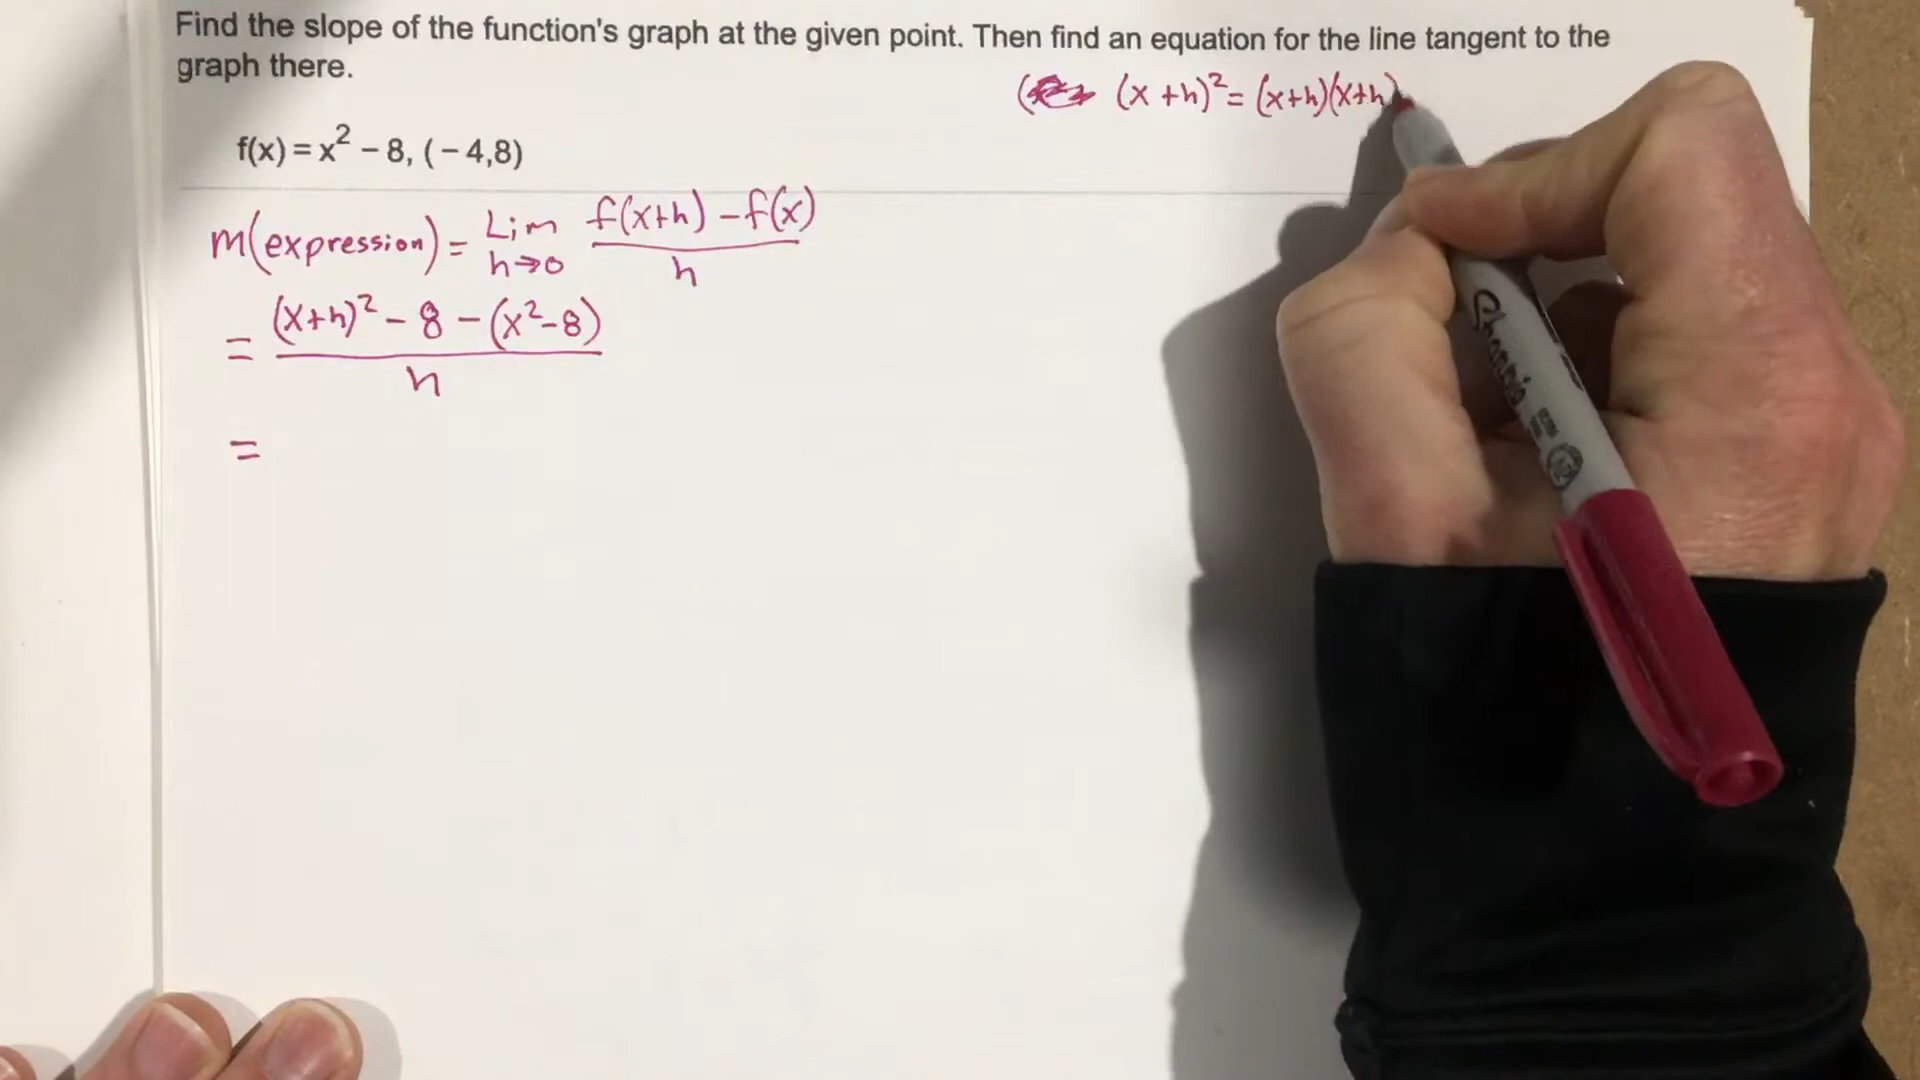 Find the slope of the function's graph at the given point. Then find an equation for the line tangent to the
graph there.
(x+h)² = (x+h)(x+h)
f(x) = x² − 8, (−4,8)
m(expression) = Lim h→0 f(x+h) − f(x) / h
= (x+h)² − 8 − (x²−8) / h
=
Sharpie